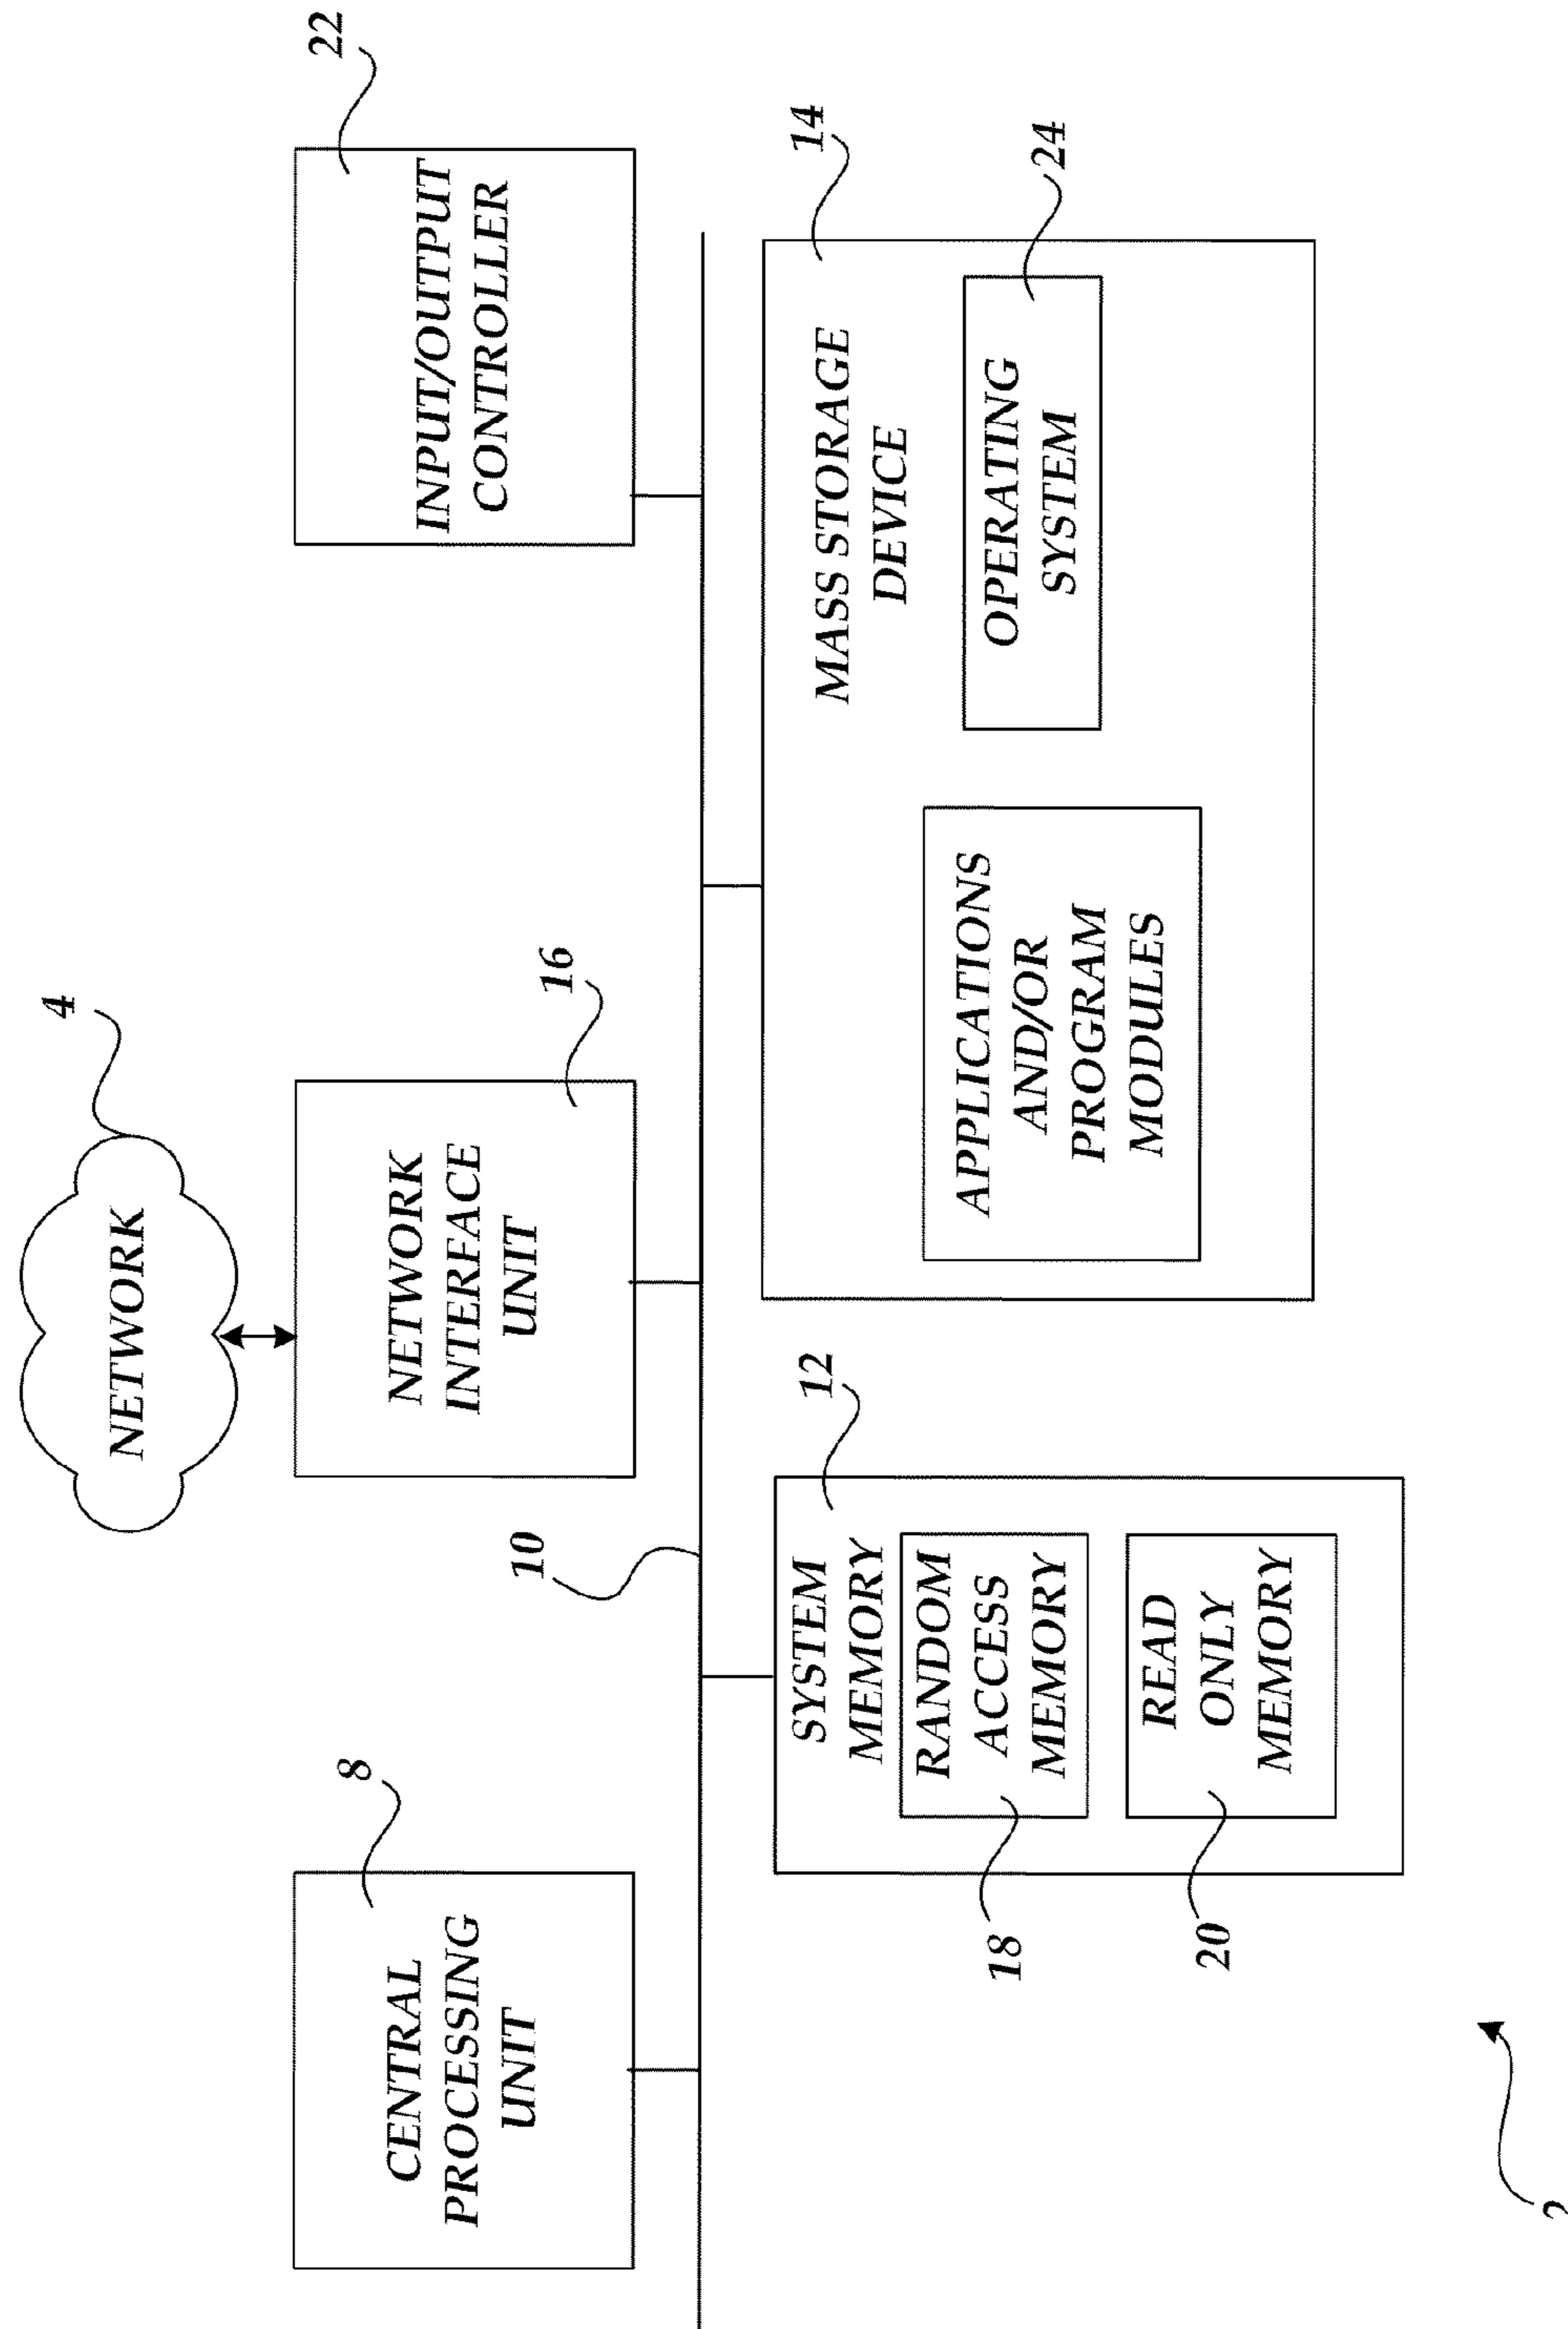 4
NETWORK
8
CENTRAL
PROCESSING
UNIT
16
NETWORK
INTERFACE
UNIT
22
INPUT/OUTPUT
CONTROLLER
10
12
SYSTEM
MEMORY
RANDOM
ACCESS
MEMORY
18
READ
ONLY
MEMORY
20
14
MASS STORAGE
DEVICE
24
OPERATING
SYSTEM
APPLICATIONS
AND/OR
PROGRAM
MODULES
2